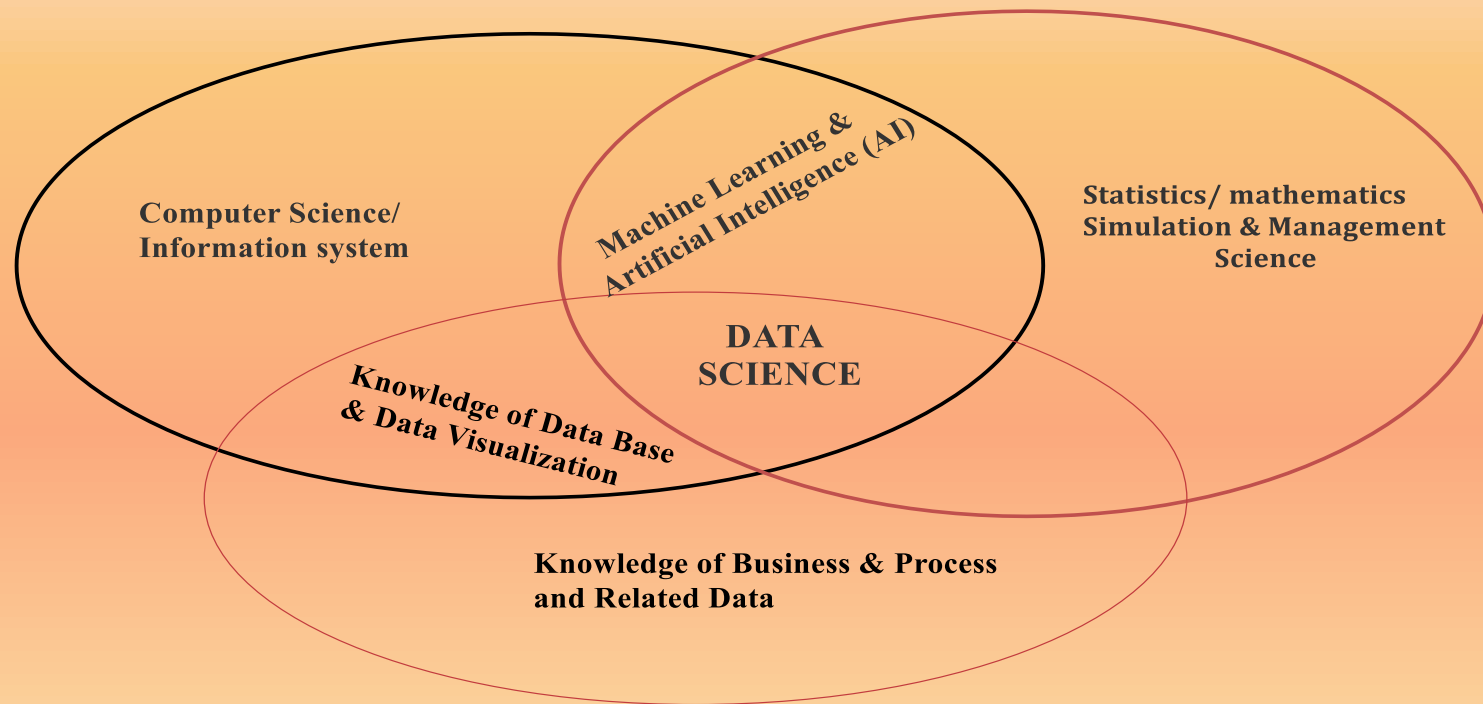 Machine Learning &
Artificial Intelligence (AI)
Computer Science/
Information system
Statistics/ mathematics
Simulation & Management
Science
DATA
SCIENCE
Knowledge of Data Base
& Data Visualization
Knowledge of Business & Process
and Related Data